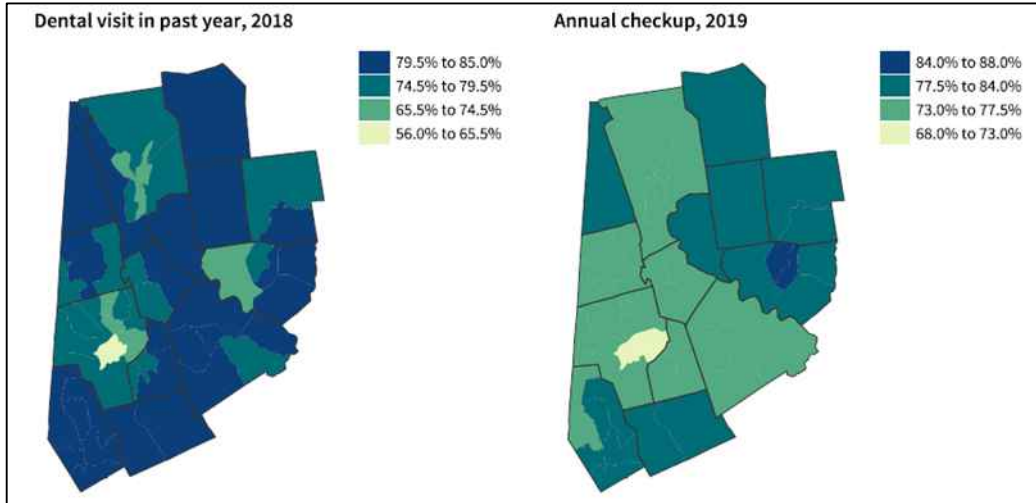 Dental visit in past year, 2018
79.5% to 85.0%
74.5% to 79.5%
65.5% to 74.5%
56.0% to 65.5%
Annual checkup, 2019
84.0% to 88.0%
77.5% to 84.0%
73.0% to 77.5%
68.0% to 73.0%